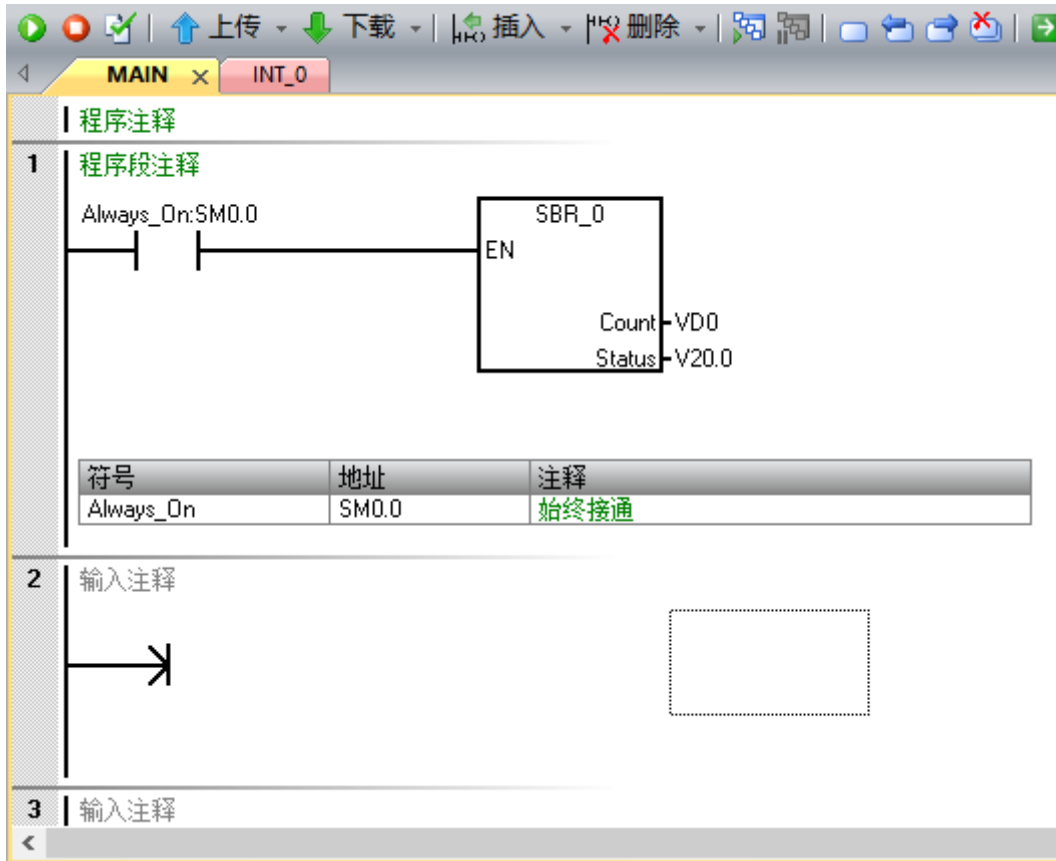 上传 下载 插入 删除
MAIN INT_0
程序注释
1 程序段注释
Always_On:SM0.0
SBR_0
EN
Count VD0
Status V20.0
符号 地址 注释
Always_On SM0.0 始终接通
2 输入注释
3 输入注释